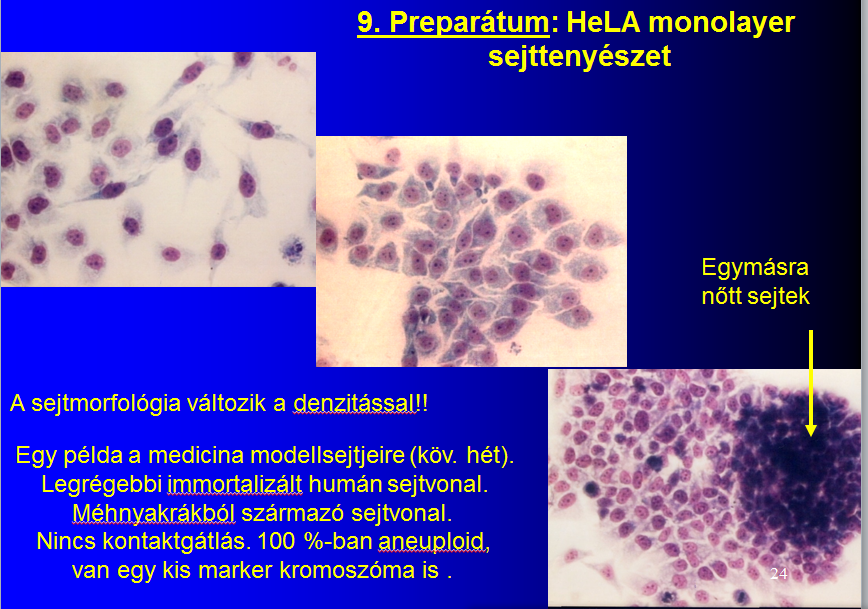 9. Preparátum: HeLA monolayer
sejttenyészet
Egymásra
nőtt sejtek
A sejtmorfológia változik a denzitással!!
Egy példa a medicina modellsejtjeire (köv. hét).
Legrégebbi immortalizált humán sejtvonal.
Méhnyakrákból származó sejtvonal.
Nincs kontaktgátlás. 100 %-ban aneuploid,
van egy kis marker kromoszóma is .
24